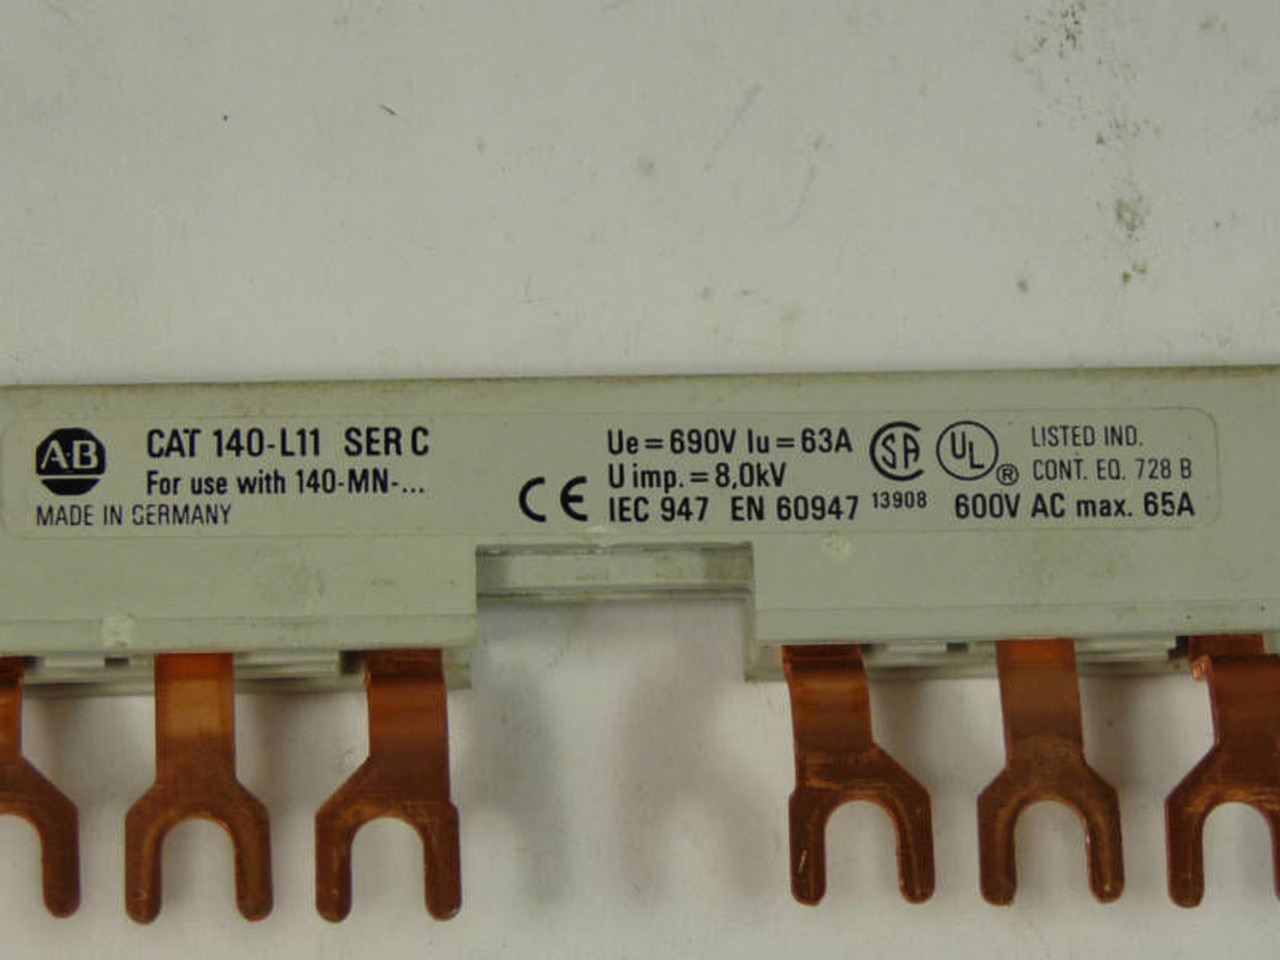 A·B
CAT 140-L11 SER C
For use with 140-MN-...
MADE IN GERMANY
CE
Ue = 690V Iu = 63A
U imp. = 8,0kV
IEC 947 EN 60947
SA
13908
UL ®
LISTED IND.
CONT. EQ. 728 B
600V AC max. 65A